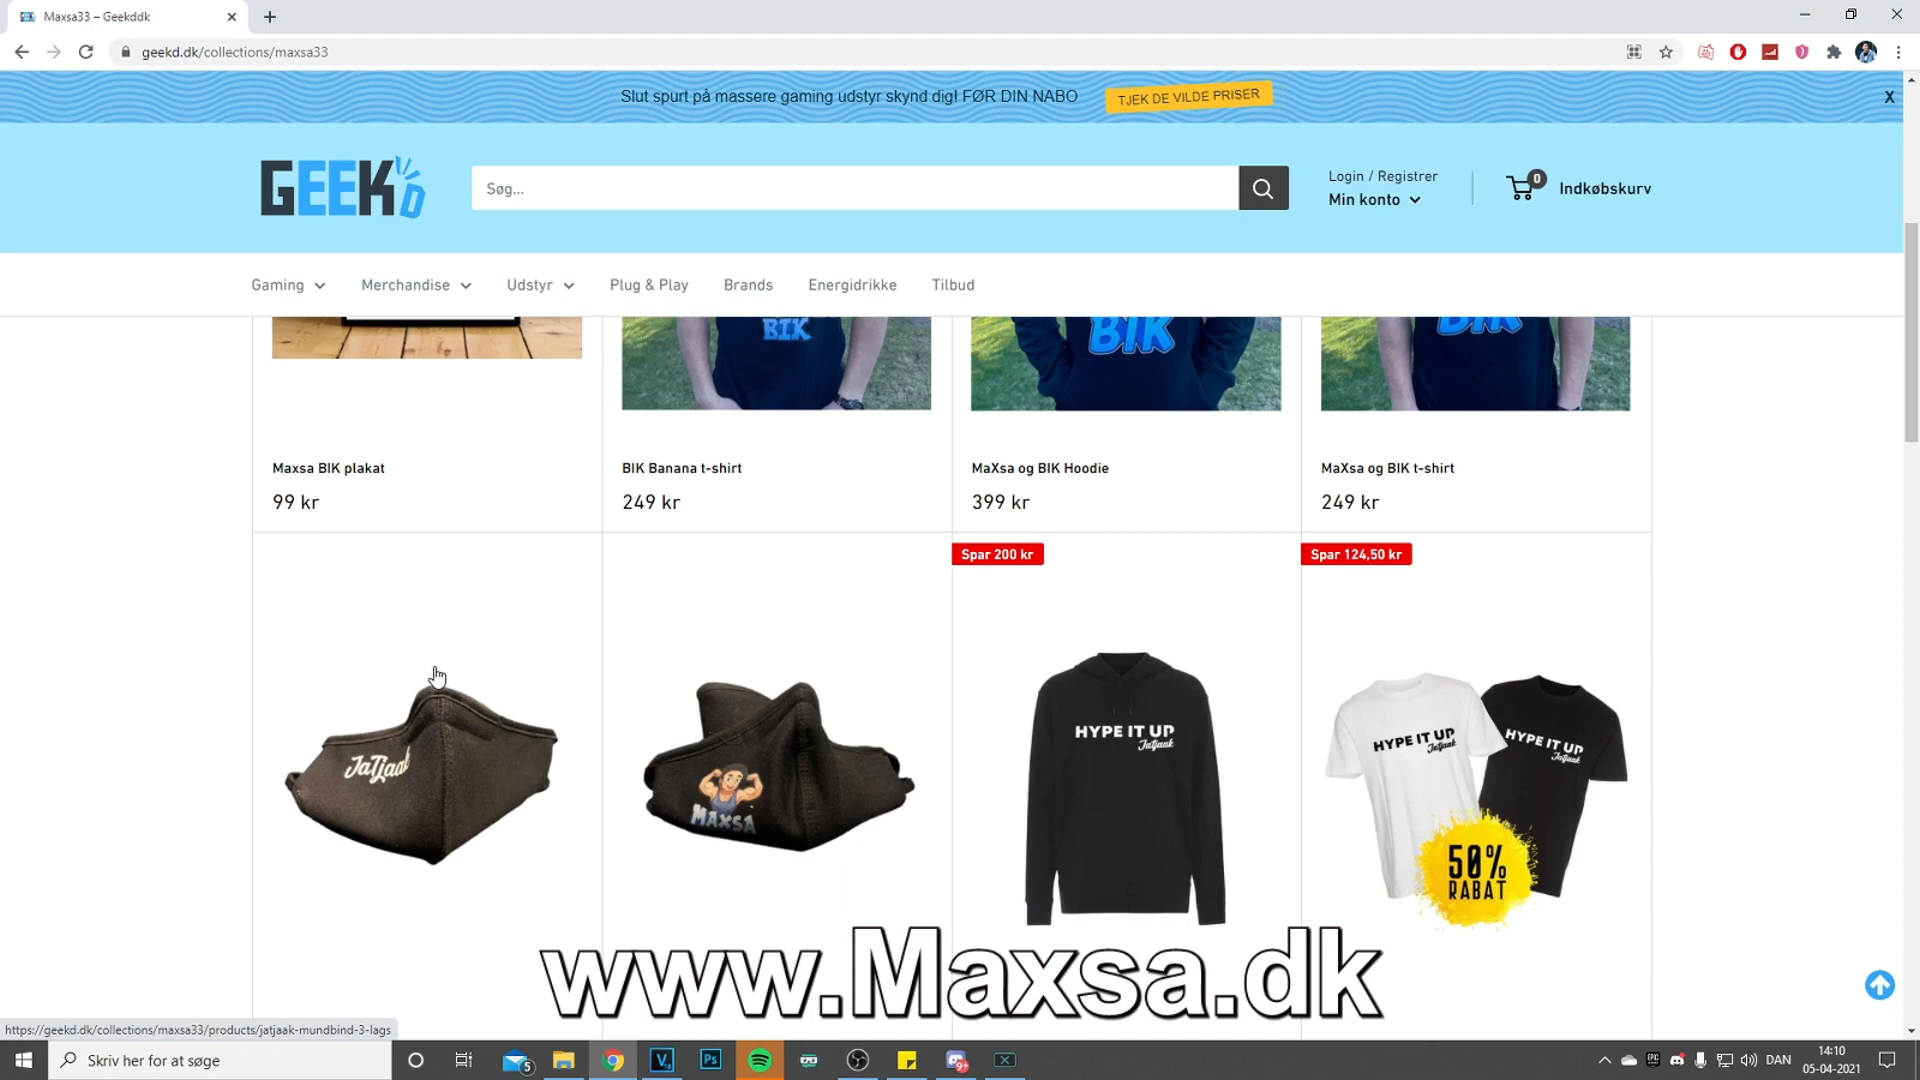 Maxsa33 – Geekddk
geekd.dk/collections/maxsa33
Slut spurt på massere gaming udstyr skynd dig! FØR DIN NABO
TJEK DE VILDE PRISER
X
GEEKD
Søg...
Login / Registrer
Min konto
0
Indkøbskurv
Gaming
Merchandise
Udstyr
Plug & Play
Brands
Energidrikke
Tilbud
BIK
BIK
BIK
Maxsa BIK plakat
99 kr
BIK Banana t-shirt
249 kr
MaXsa og BIK Hoodie
399 kr
MaXsa og BIK t-shirt
249 kr
Spar 200 kr
Spar 124,50 kr
JaTjaak
MAXSA
HYPE IT UP
Jatjaak
HYPE IT UP
Jatjaak
HYPE IT UP
Jatjaak
50%
RABAT
www.Maxsa.dk
https://geekd.dk/collections/maxsa33/products/jatjaak-mundbind-3-lags
Skriv her for at søge
5
Ps
9+
DAN
14:10
05-04-2021